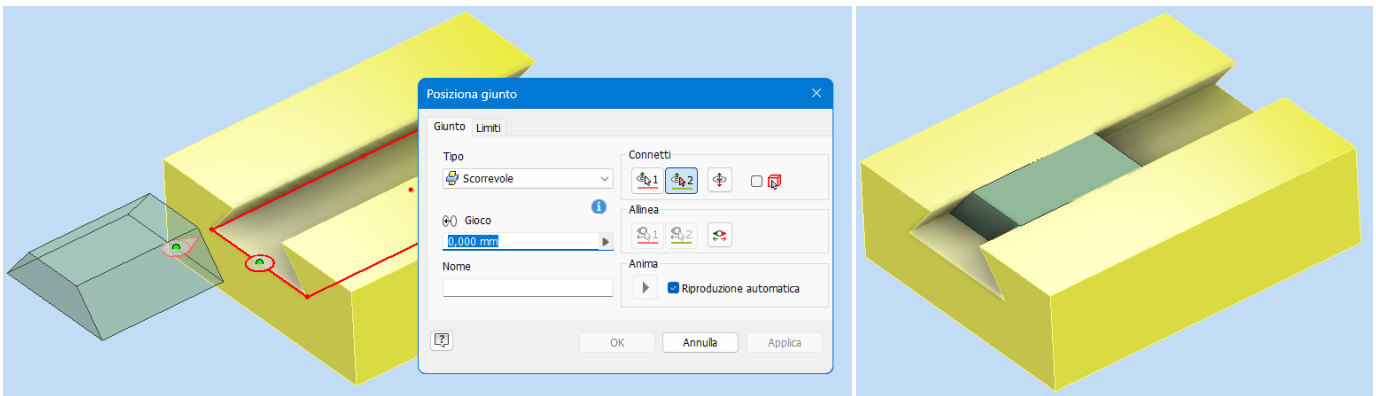 Posiziona giunto
Giunto Limiti
Tipo
Scorrevole
Gioco
0,000 mm
Nome
Connetti
1 2
Allinea
1 2
Anima
Riproduzione automatica
?
OK Annulla Applica